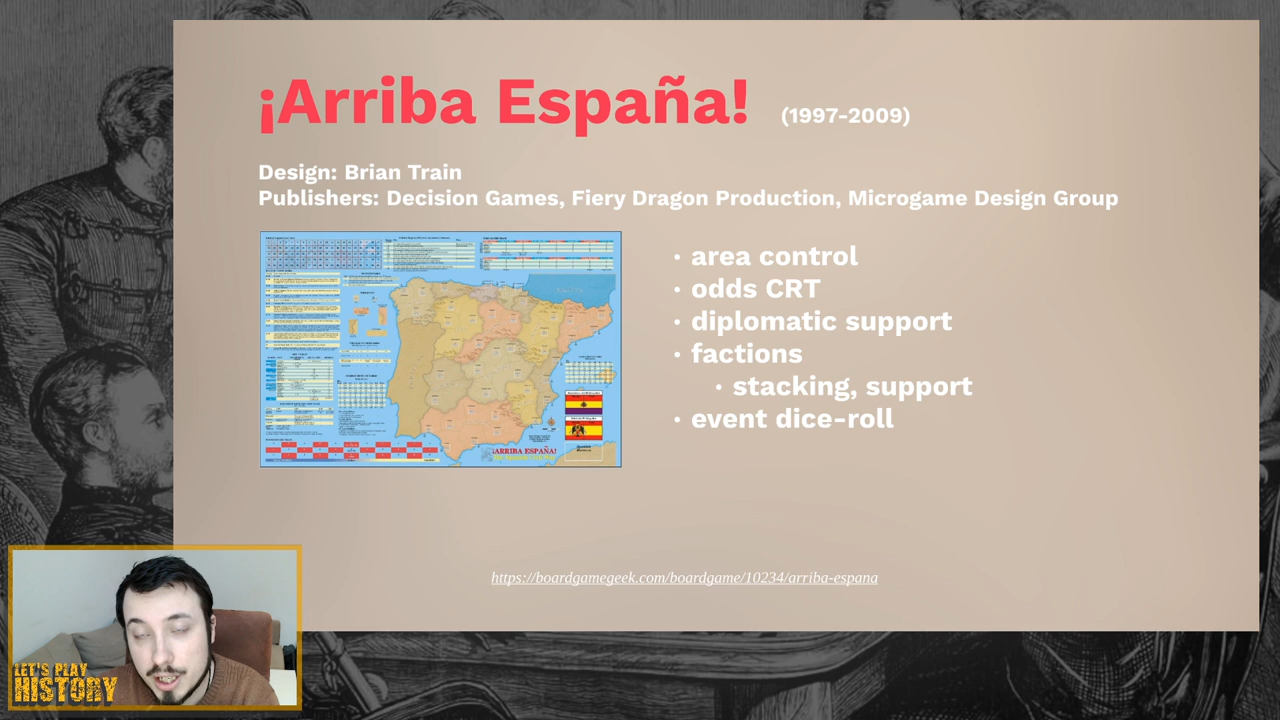 ¡Arriba España! (1997-2009)
Design: Brian Train
Publishers: Decision Games, Fiery Dragon Production, Microgame Design Group
• area control
• odds CRT
• diplomatic support
• factions
• stacking, support
• event dice-roll
¡ARRIBA ESPAÑA!
https://boardgamegeek.com/boardgame/10234/arriba-espana
LET'S PLAY
HISTORY